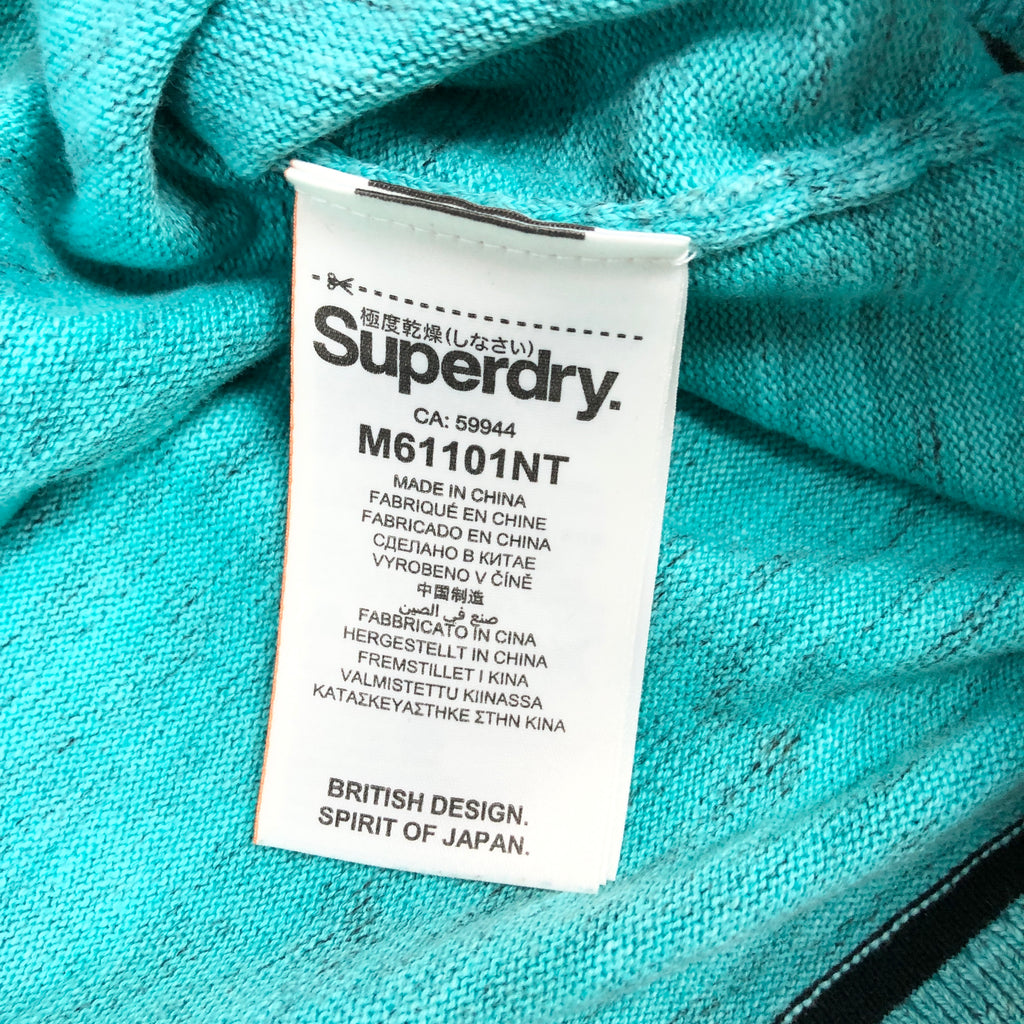 極度乾燥(しなさい)
Superdry.
CA: 59944
M61101NT
MADE IN CHINA
FABRIQUÉ EN CHINE
FABRICADO EN CHINA
СДЕЛАНО В КИТАЕ
VYROBENO V ČÍNĚ
中国制造
صنع في الصين
FABBRICATO IN CINA
HERGESTELLT IN CHINA
FREMSTILLET I KINA
VALMISTETTU KIINASSA
ΚΑΤΑΣΚΕΥΑΣΤΗΚΕ ΣΤΗΝ ΚΙΝΑ
BRITISH DESIGN.
SPIRIT OF JAPAN.